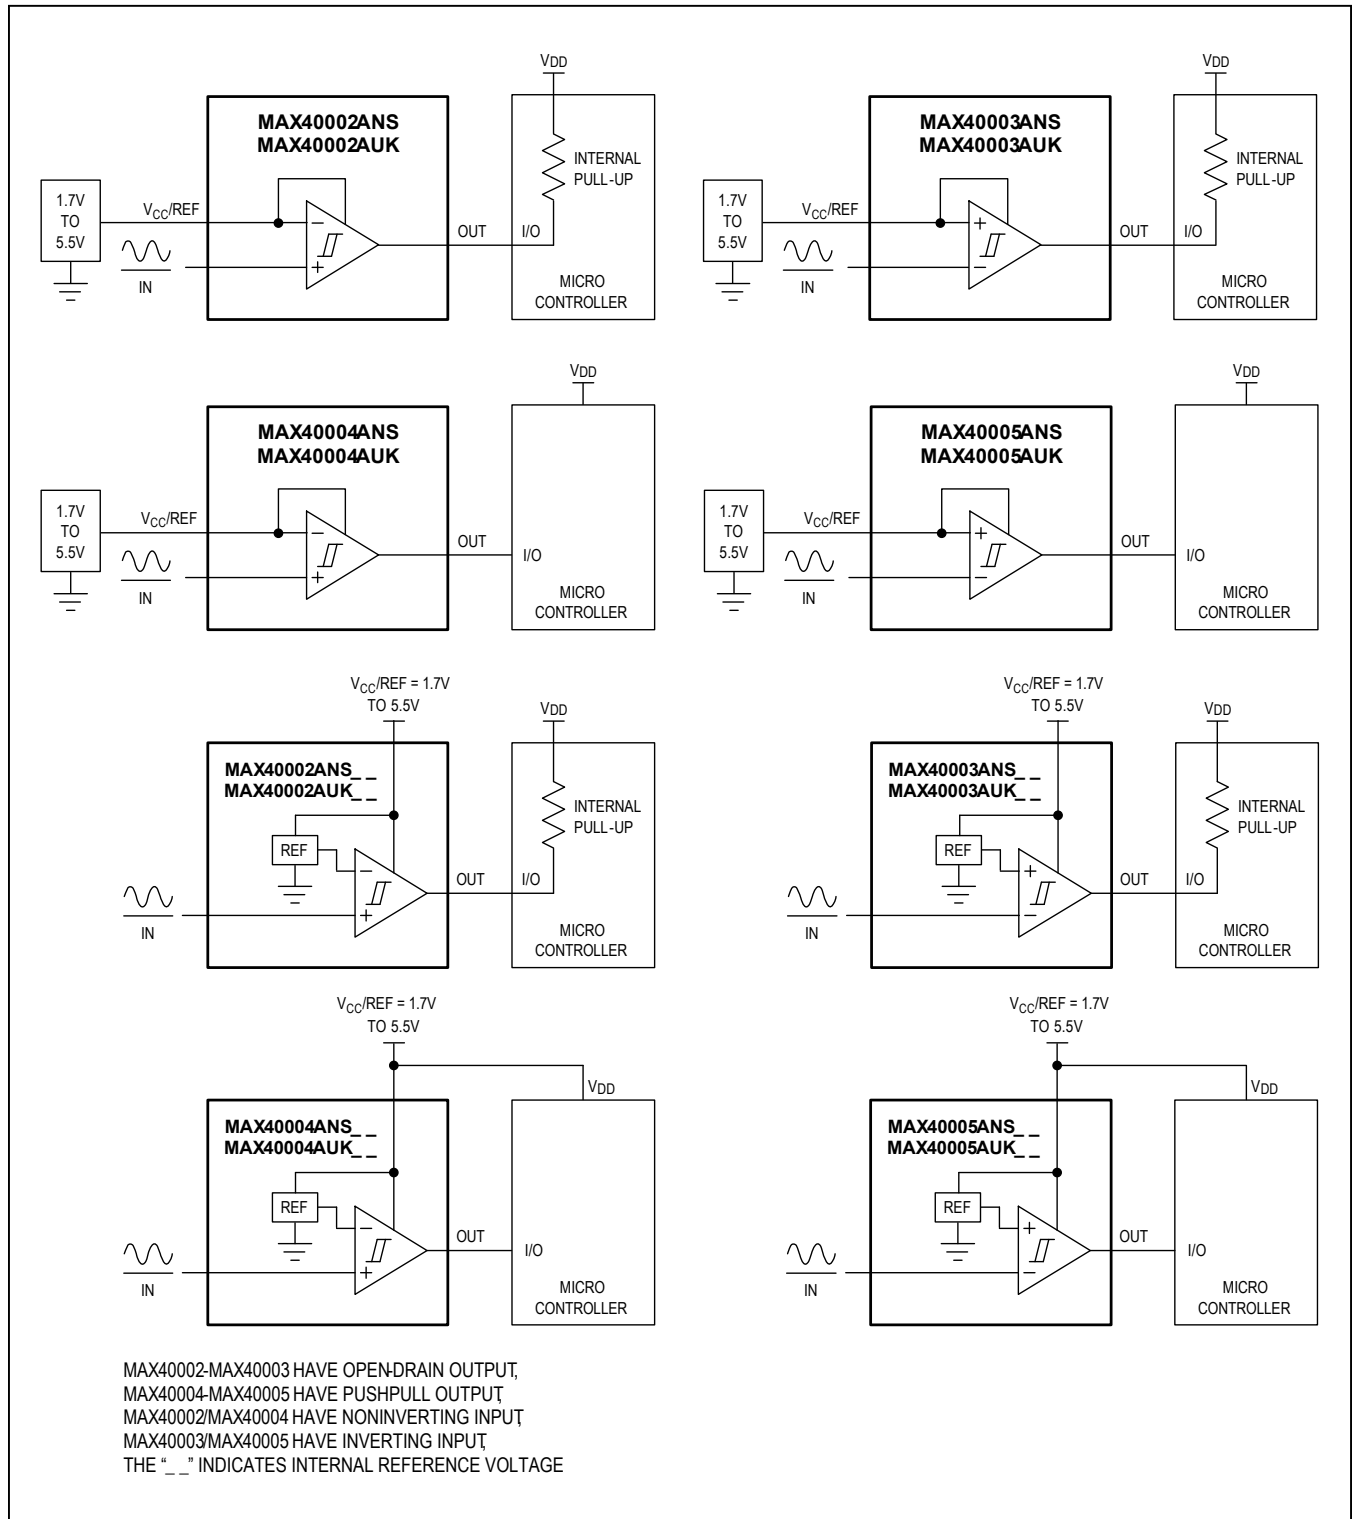 VDD
MAX40002ANS
MAX40002AUK
INTERNAL
PULL-UP
1.7V
TO
5.5V
VCC/REF
IN
−
+
OUT
I/O
MICRO
CONTROLLER
VDD
MAX40003ANS
MAX40003AUK
INTERNAL
PULL-UP
1.7V
TO
5.5V
VCC/REF
IN
+
−
OUT
I/O
MICRO
CONTROLLER
VDD
MAX40004ANS
MAX40004AUK
1.7V
TO
5.5V
VCC/REF
IN
−
+
OUT
I/O
MICRO
CONTROLLER
VDD
MAX40005ANS
MAX40005AUK
1.7V
TO
5.5V
VCC/REF
IN
+
−
OUT
I/O
MICRO
CONTROLLER
VCC/REF = 1.7V
TO 5.5V
VDD
MAX40002ANS_ _
MAX40002AUK_ _
INTERNAL
PULL-UP
REF
−
+
IN
OUT
I/O
MICRO
CONTROLLER
VCC/REF = 1.7V
TO 5.5V
VDD
MAX40003ANS_ _
MAX40003AUK_ _
INTERNAL
PULL-UP
REF
+
−
IN
OUT
I/O
MICRO
CONTROLLER
VCC/REF = 1.7V
TO 5.5V
VDD
MAX40004ANS_ _
MAX40004AUK_ _
REF
−
+
IN
OUT
I/O
MICRO
CONTROLLER
VCC/REF = 1.7V
TO 5.5V
VDD
MAX40005ANS_ _
MAX40005AUK_ _
REF
+
−
IN
OUT
I/O
MICRO
CONTROLLER
MAX40002-MAX40003 HAVE OPEN-DRAIN OUTPUT,
MAX40004-MAX40005 HAVE PUSHPULL OUTPUT,
MAX40002/MAX40004 HAVE NONINVERTING INPUT,
MAX40003/MAX40005 HAVE INVERTING INPUT,
THE “_ _” INDICATES INTERNAL REFERENCE VOLTAGE